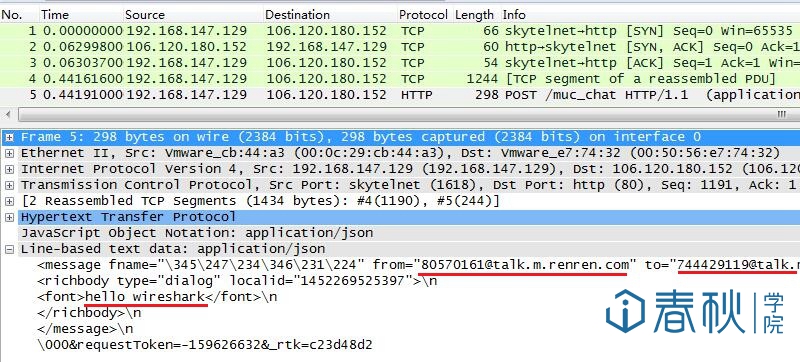 No. Time Source Destination Protocol Length Info
1 0.00000000 192.168.147.129 106.120.180.152 TCP 66 skytelnet→http [SYN] Seq=0 Win=65535
2 0.06299800 106.120.180.152 192.168.147.129 TCP 60 http→skytelnet [SYN, ACK] Seq=0 Ack=1
3 0.06303700 192.168.147.129 106.120.180.152 TCP 54 skytelnet→http [ACK] Seq=1 Ack=1 Win=
4 0.44161600 192.168.147.129 106.120.180.152 TCP 1244 [TCP segment of a reassembled PDU]
5 0.44191000 192.168.147.129 106.120.180.152 HTTP 298 POST /muc_chat HTTP/1.1 (application
Frame 5: 298 bytes on wire (2384 bits), 298 bytes captured (2384 bits) on interface 0
Ethernet II, Src: Vmware_cb:44:a3 (00:0c:29:cb:44:a3), Dst: Vmware_e7:74:32 (00:50:56:e7:74:32)
Internet Protocol Version 4, Src: 192.168.147.129 (192.168.147.129), Dst: 106.120.180.152 (106.120
Transmission Control Protocol, Src Port: skytelnet (1618), Dst Port: http (80), Seq: 1191, Ack: 1
[2 Reassembled TCP Segments (1434 bytes): #4(1190), #5(244)]
Hypertext Transfer Protocol
JavaScript Object Notation: application/json
Line-based text data: application/json
<message fname="\345\247\234\346\231\224" from="80570161@talk.m.renren.com" to="744429119@talk.
<richbody type="dialog" localid="1452269525397">\n
<font>hello wireshark</font>\n
</richbody>\n
</message>\n
\000&requestToken=-159626632&_rtk=c23d48d2
春秋学院